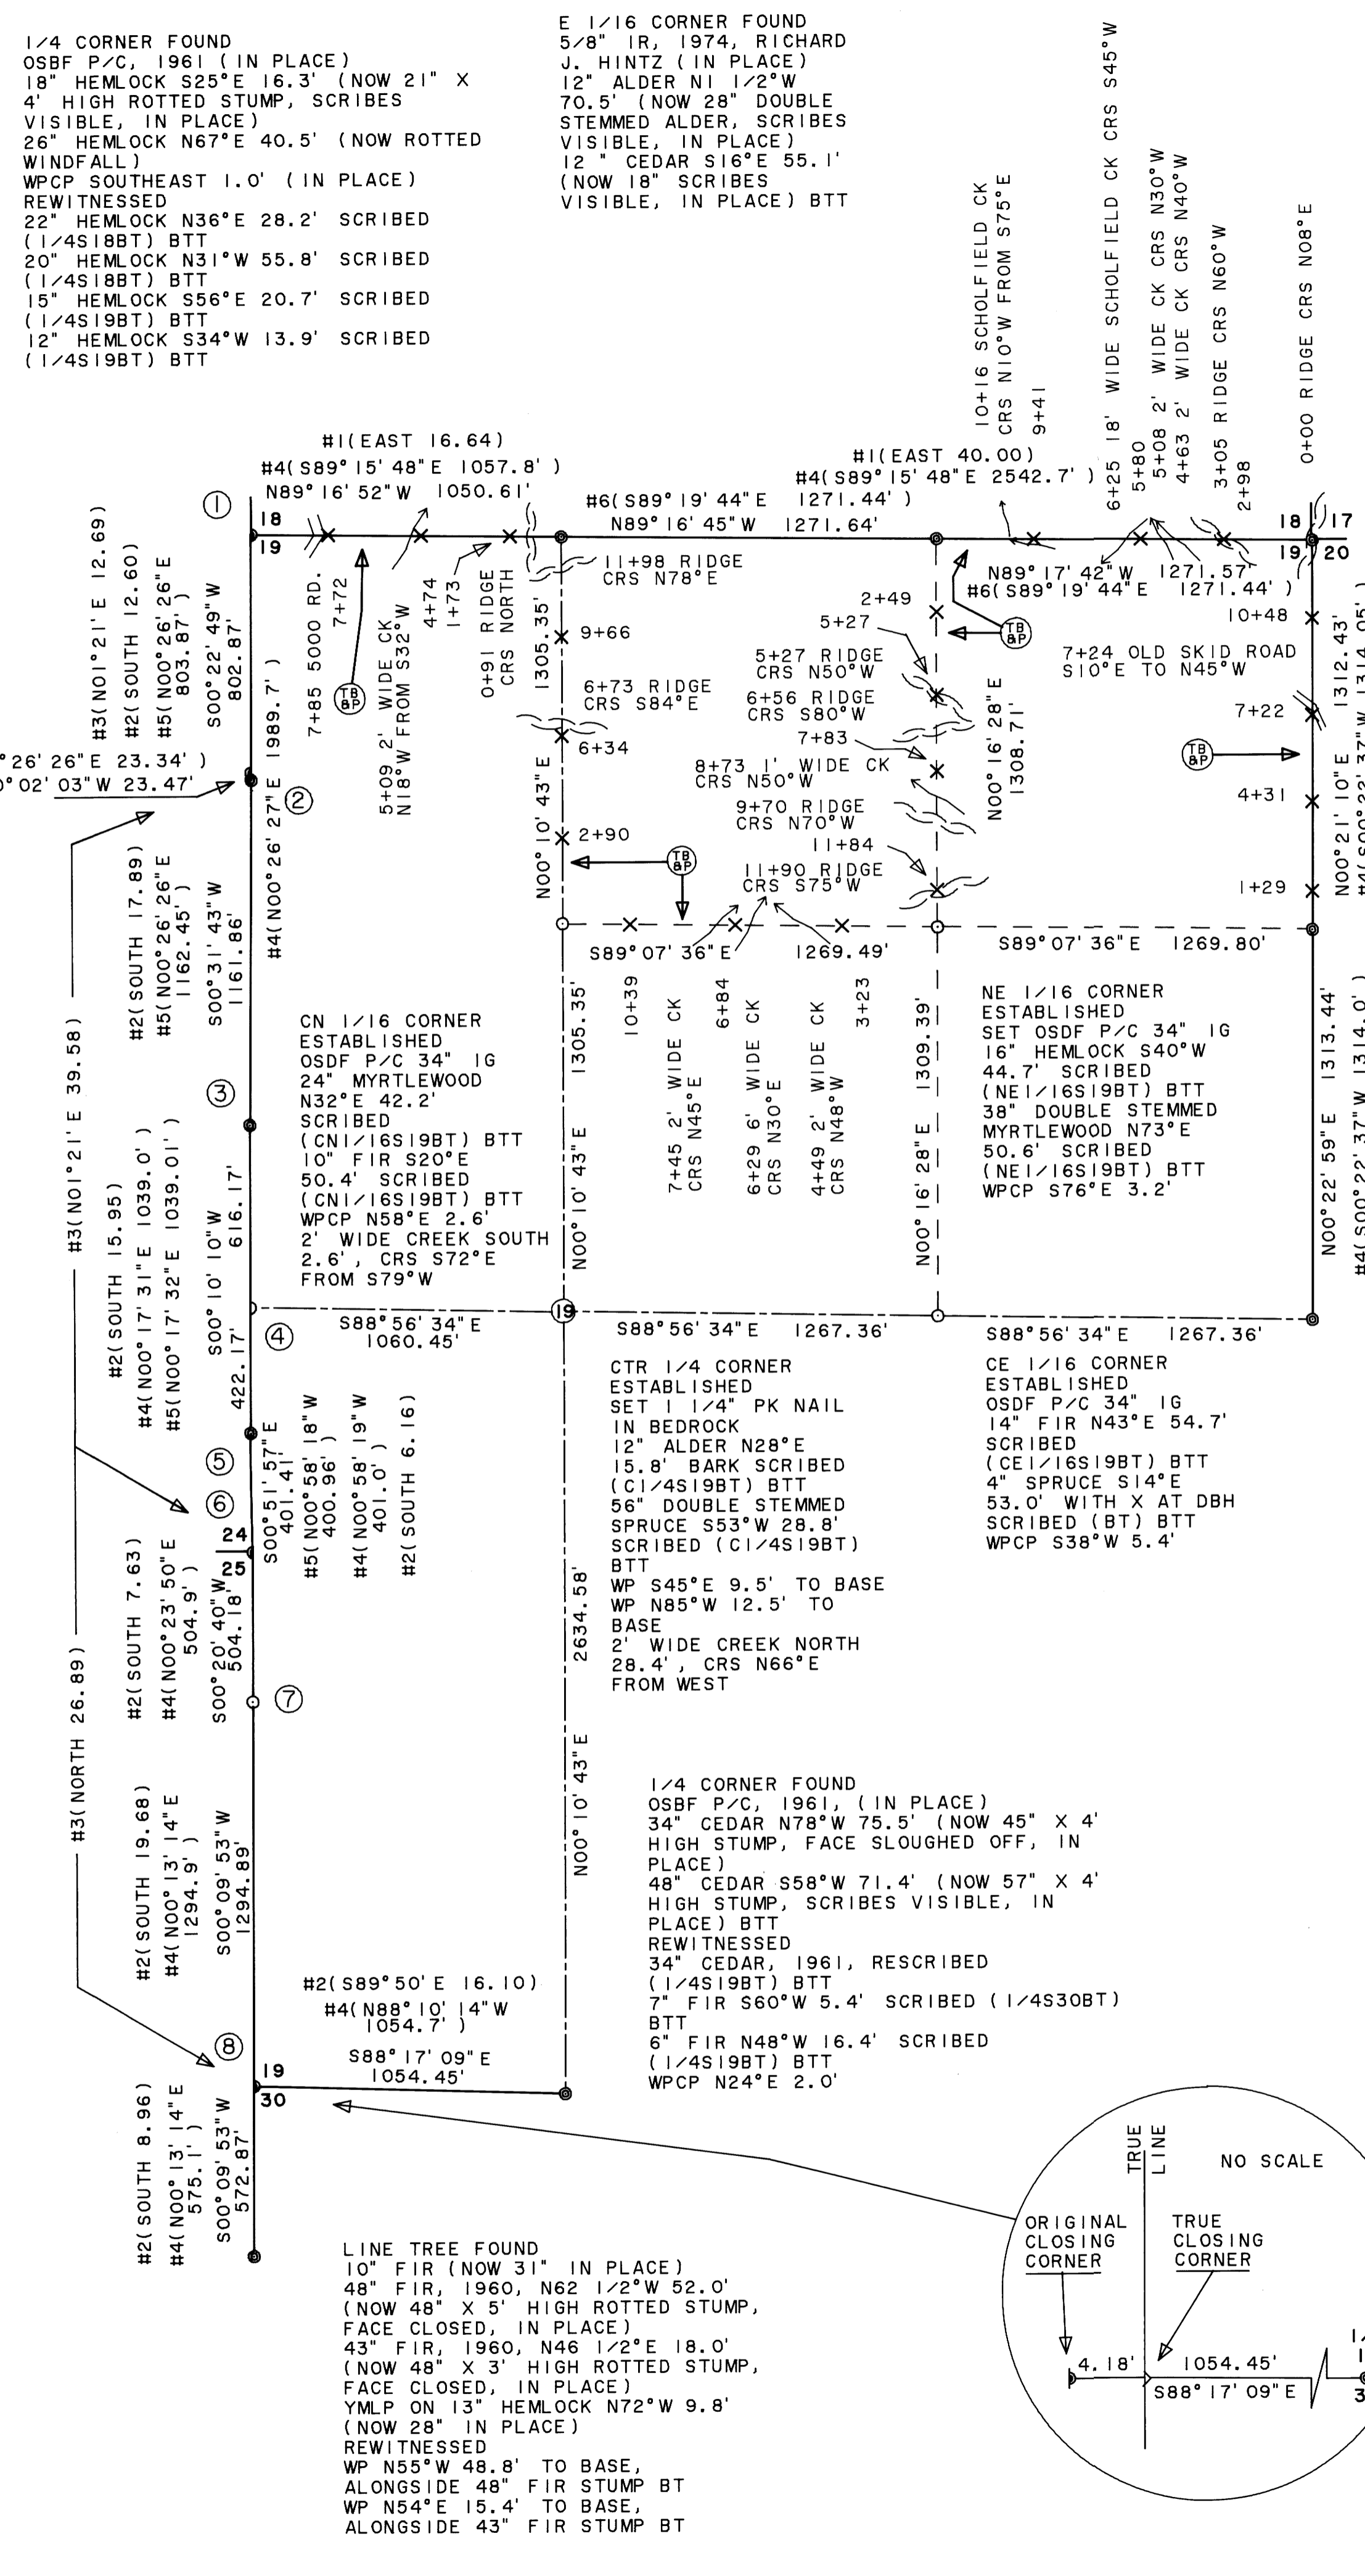 1/4 CORNER FOUND
OSBF P/C, 1961 (IN PLACE)
18" HEMLOCK S25°E 16.3' (NOW 21" X
4' HIGH ROTTED STUMP, SCRIBES
VISIBLE, IN PLACE)
26" HEMLOCK N67°E 40.5' (NOW ROTTED
WINDFALL)
WPCP SOUTHEAST 1.0' (IN PLACE)
REWITNESSED
22" HEMLOCK N36°E 28.2' SCRIBED
(1/4S18BT) BTT
20" HEMLOCK N31°W 55.8' SCRIBED
(1/4S18BT) BTT
15" HEMLOCK S56°E 20.7' SCRIBED
(1/4S19BT) BTT
12" HEMLOCK S34°W 13.9' SCRIBED
(1/4S19BT) BTT
E 1/16 CORNER FOUND
5/8" IR, 1974, RICHARD
J. HINTZ (IN PLACE)
12" ALDER N1 1/2°W
70.5' (NOW 28" DOUBLE
STEMMED ALDER, SCRIBES
VISIBLE, IN PLACE)
12 " CEDAR S16°E 55.1'
(NOW 18" SCRIBES
VISIBLE, IN PLACE) BTT
10+16 SCHOLFIELD CK
CRS N10°W FROM S75°E
9+41
6+25 18' WIDE SCHOLFIELD CK CRS S45°W
5+80
5+08 2' WIDE CK CRS N30°W
4+63 2' WIDE CK CRS N40°W
3+05 RIDGE CRS N60°W
2+98
0+00 RIDGE CRS N08°E
#1(EAST 16.64)
#4(S89°15'48"E 1057.8')
N89°16'52"W 1050.61'
#6(S89°19'44"E 1271.44')
N89°16'45"W 1271.64'
#1(EAST 40.00)
#4(S89°15'48"E 2542.7')
1
18
19
18
17
19
20
N89°17'42"W 1271.57'
#6(S89°19'44"E 1271.44')
#3(N01°21'E 12.69)
#2(SOUTH 12.60)
#5(N00°26'26"E
803.87')
S00°22'49"W
802.87'
#4(N00°26'27"E 1989.7')
7+85 5000 RD.
7+72
TB
&P
5+09 2' WIDE CK
N18°W FROM S32°W
4+74
1+73
0+91 RIDGE
CRS NORTH
1305.35'
N00°10'43"E
11+98 RIDGE
CRS N78°E
9+66
6+73 RIDGE
CRS S84°E
6+34
2+90
TB
&P
2+49
5+27
5+27 RIDGE
CRS N50°W
6+56 RIDGE
CRS S80°W
7+83
8+73 1' WIDE CK
CRS N50°W
9+70 RIDGE
CRS N70°W
11+84
11+90 RIDGE
CRS S75°W
TB
&P
N00°16'28"E
1308.71'
10+48
7+24 OLD SKID ROAD
S10°E TO N45°W
7+22
TB
&P
4+31
1+29
1312.43'
N00°21'10"E
°26'26"E 23.34')
°02'03"W 23.47'
2
#2(SOUTH 17.89)
#5(N00°26'26"E
1162.45')
S00°31'43"W
1161.86'
S89°07'36"E 1269.49'
S89°07'36"E 1269.80'
10+39
7+45 2' WIDE CK
CRS N45°E
6+84
6+29 6' WIDE CK
CRS N30°E
4+49 2' WIDE CK
CRS N48°W
3+23
CN 1/16 CORNER
ESTABLISHED
OSDF P/C 34" IG
24" MYRTLEWOOD
N32°E 42.2'
SCRIBED
(CN1/16S19BT) BTT
10" FIR S20°E
50.4' SCRIBED
(CN1/16S19BT) BTT
WPCP N58°E 2.6'
2' WIDE CREEK SOUTH
2.6', CRS S72°E
FROM S79°W
1305.35'
N00°10'43"E
1309.39'
N00°16'28"E
NE 1/16 CORNER
ESTABLISHED
SET OSDF P/C 34" IG
16" HEMLOCK S40°W
44.7' SCRIBED
(NE1/16S19BT) BTT
38" DOUBLE STEMMED
MYRTLEWOOD N73°E
50.6' SCRIBED
(NE1/16S19BT) BTT
WPCP S76°E 3.2'
1313.44'
N00°22'59"E
#4(S00°22'37"W 1314.0')
#3(N01°21'E 39.58)
3
#2(SOUTH 15.95)
#4(N00°17'31"E 1039.0')
#5(N00°17'32"E 1039.01')
S00°10'10"W
616.17'
422.17'
4
S88°56'34"E
1060.45'
19
S88°56'34"E 1267.36'
S88°56'34"E 1267.36'
CTR 1/4 CORNER
ESTABLISHED
SET 1 1/4" PK NAIL
IN BEDROCK
12" ALDER N28°E
15.8' BARK SCRIBED
(C1/4S19BT) BTT
56" DOUBLE STEMMED
SPRUCE S53°W 28.8'
SCRIBED (C1/4S19BT)
BTT
WP S45°E 9.5' TO BASE
WP N85°W 12.5' TO
BASE
2' WIDE CREEK NORTH
28.4', CRS N66°E
FROM WEST
CE 1/16 CORNER
ESTABLISHED
OSDF P/C 34" IG
14" FIR N43°E 54.7'
SCRIBED
(CE1/16S19BT) BTT
4" SPRUCE S14°E
53.0' WITH X AT DBH
SCRIBED (BT) BTT
WPCP S38°W 5.4'
5
6
24
25
S00°51'57"E
401.41'
#5(N00°58'18"W
400.96')
#4(N00°58'19"W
401.0')
#2(SOUTH 6.16)
#2(SOUTH 7.63)
#4(N00°23'50"E
504.9')
S00°20'40"W
504.18'
7
#3(NORTH 26.89)
2634.58'
N00°10'43"E
#2(SOUTH 19.68)
#4(N00°13'14"E
1294.9')
S00°09'53"W
1294.89'
1/4 CORNER FOUND
OSBF P/C, 1961, (IN PLACE)
34" CEDAR N78°W 75.5' (NOW 45" X 4'
HIGH STUMP, FACE SLOUGHED OFF, IN
PLACE)
48" CEDAR S58°W 71.4' (NOW 57" X 4'
HIGH STUMP, SCRIBES VISIBLE, IN
PLACE) BTT
REWITNESSED
34" CEDAR, 1961, RESCRIBED
(1/4S19BT) BTT
7" FIR S60°W 5.4' SCRIBED (1/4S30BT)
BTT
6" FIR N48°W 16.4' SCRIBED
(1/4S19BT) BTT
WPCP N24°E 2.0'
#2(S89°50'E 16.10)
#4(N88°10'14"W
1054.7')
S88°17'09"E
1054.45'
8
19
30
#2(SOUTH 8.96)
#4(N00°13'14"E
575.1')
S00°09'53"W
572.87'
LINE TREE FOUND
10" FIR (NOW 31" IN PLACE)
48" FIR, 1960, N62 1/2°W 52.0'
(NOW 48" X 5' HIGH ROTTED STUMP,
FACE CLOSED, IN PLACE)
43" FIR, 1960, N46 1/2°E 18.0'
(NOW 48" X 3' HIGH ROTTED STUMP,
FACE CLOSED, IN PLACE)
YMLP ON 13" HEMLOCK N72°W 9.8'
(NOW 28" IN PLACE)
REWITNESSED
WP N55°W 48.8' TO BASE,
ALONGSIDE 48" FIR STUMP BT
WP N54°E 15.4' TO BASE,
ALONGSIDE 43" FIR STUMP BT
TRUE
LINE
NO SCALE
ORIGINAL
CLOSING
CORNER
TRUE
CLOSING
CORNER
4.18'
1054.45'
S88°17'09"E